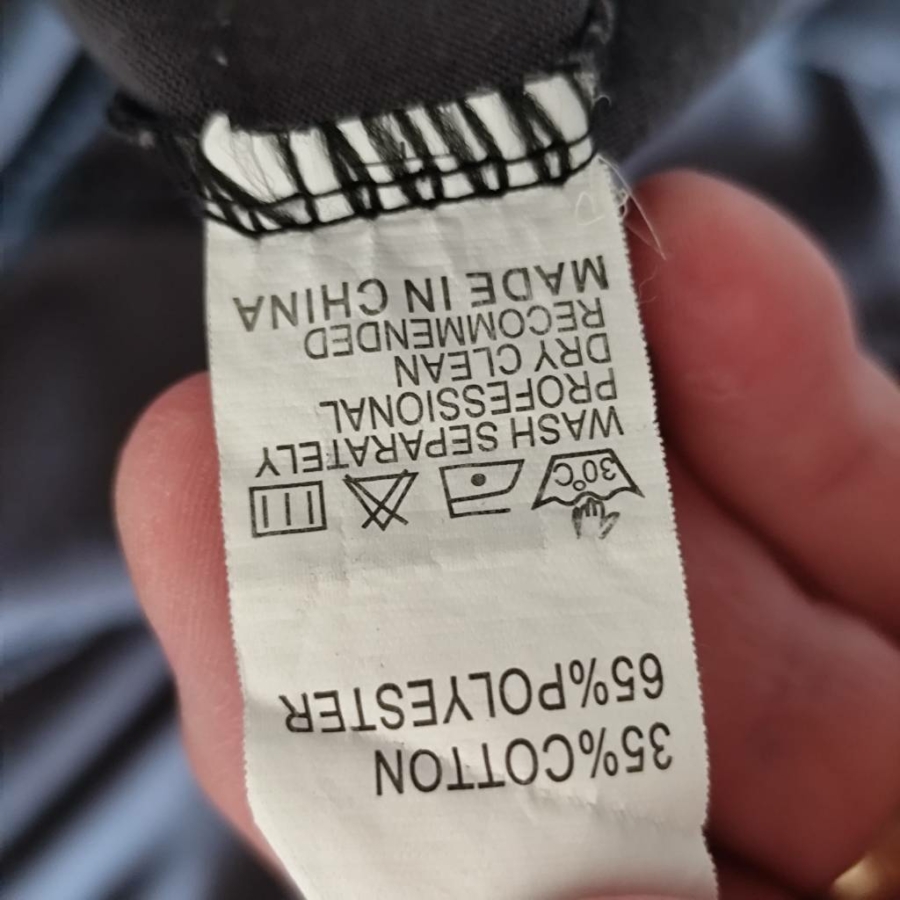 35%COTTON
65%POLYESTER
30°C
WASH SEPARATELY
PROFESSIONAL
DRY CLEAN
RECOMMENDED
MADE IN CHINA